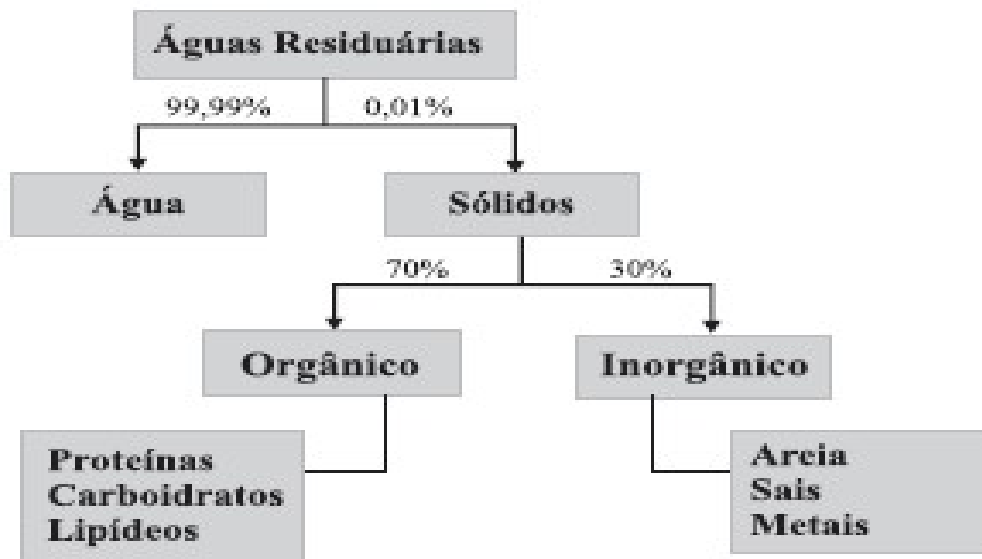 Águas Residuárias
99,99%
0,01%
Água
Sólidos
70%
30%
Orgânico
Inorgânico
Proteínas
Carboidratos
Lipídeos
Areia
Sais
Metais